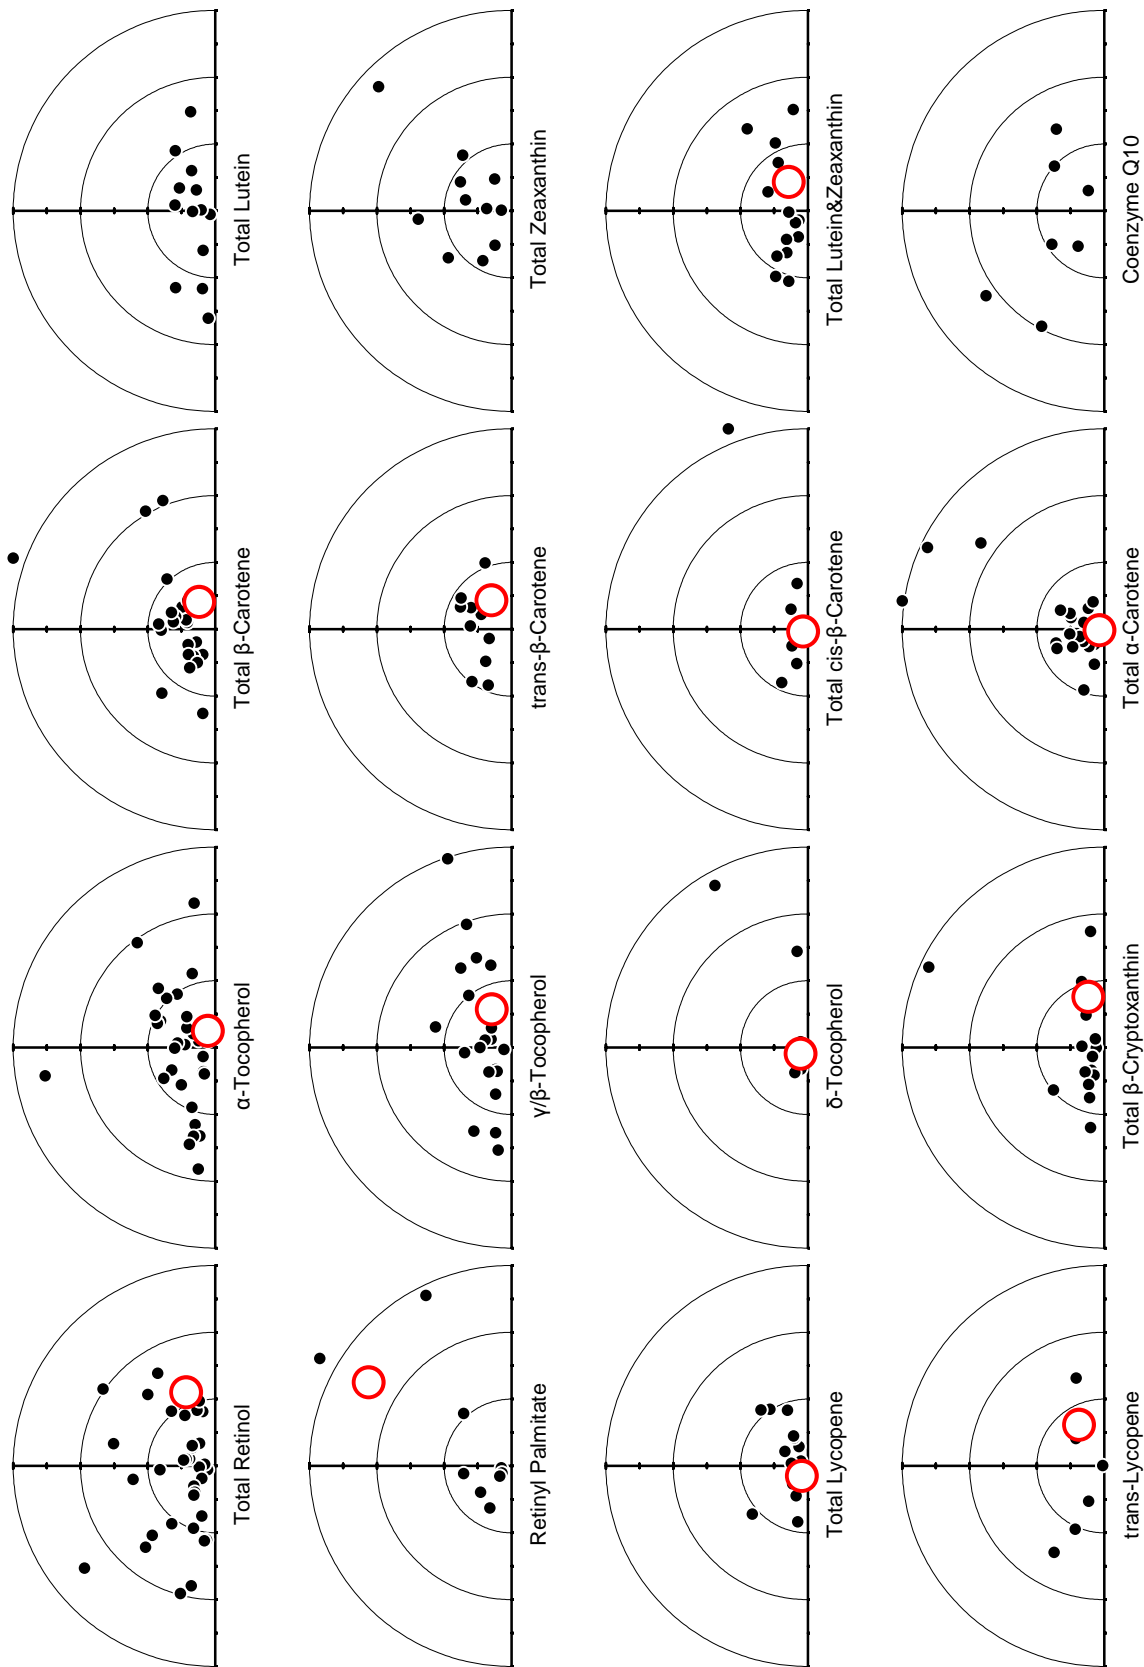 Total Retinol
α-Tocopherol
Total β-Carotene
Total Lutein
Retinyl Palmitate
γ/β-Tocopherol
trans-β-Carotene
Total Zeaxanthin
Total Lycopene
δ-Tocopherol
Total cis-β-Carotene
Total Lutein&Zeaxanthin
trans-Lycopene
Total β-Cryptoxanthin
Total α-Carotene
Coenzyme Q10